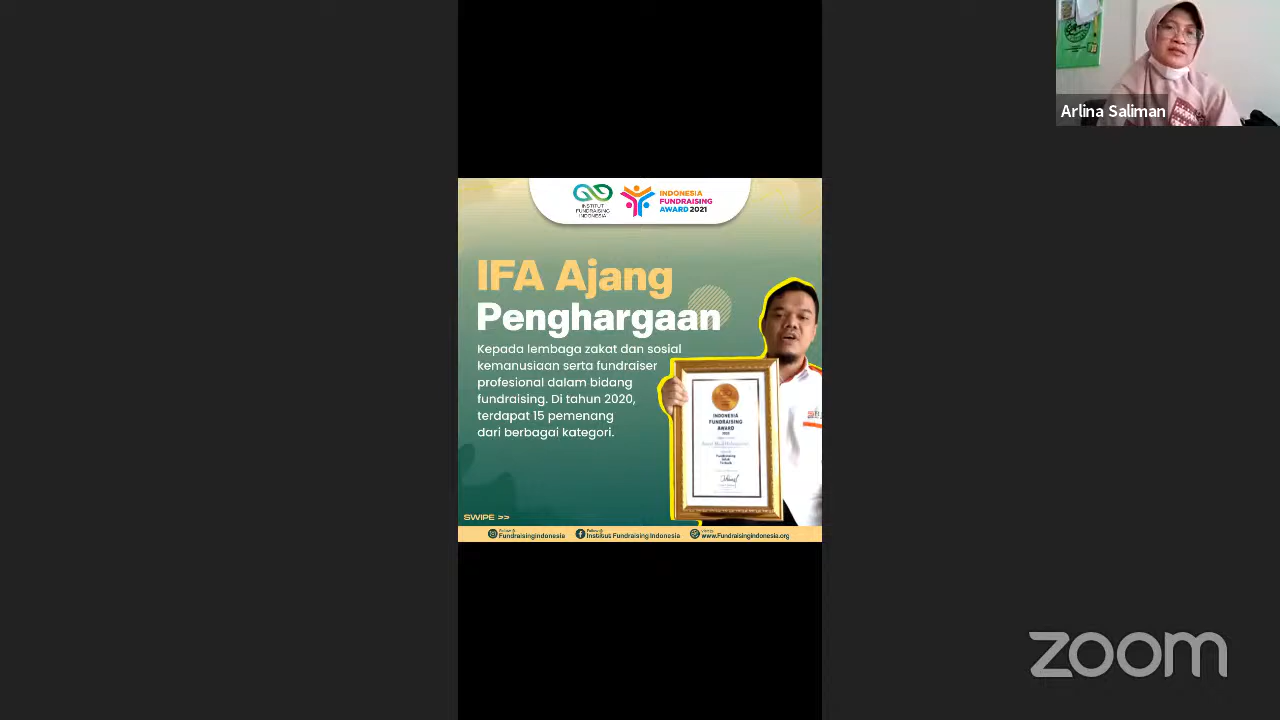 Arlina Saliman
INSTITUT
FUNDRAISING
INDONESIA
INDONESIA
FUNDRAISING
AWARD 2021
IFA Ajang
Penghargaan
Kepada lembaga zakat dan sosial
kemanusiaan serta fundraiser
profesional dalam bidang
fundraising. Di tahun 2020,
terdapat 15 pemenang
dari berbagai kategori.
INDONESIA
FUNDRAISING
AWARD
SWIPE >>
FundraisingIndonesia
Institut Fundraising Indonesia
www.FundraisingIndonesia.org
zoom